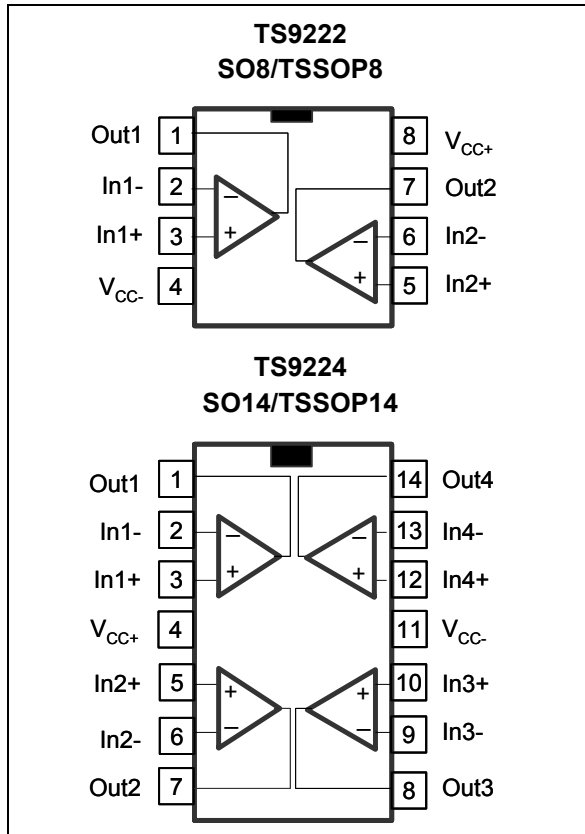 TS9222
SO8/TSSOP8
Out1 1 8 VCC+
In1- 2 7 Out2
In1+ 3 6 In2-
VCC- 4 5 In2+
− + − +
TS9224
SO14/TSSOP14
Out1 1 14 Out4
In1- 2 13 In4-
In1+ 3 12 In4+
VCC+ 4 11 VCC-
In2+ 5 10 In3+
In2- 6 9 In3-
Out2 7 8 Out3
− + − +
+ − + −